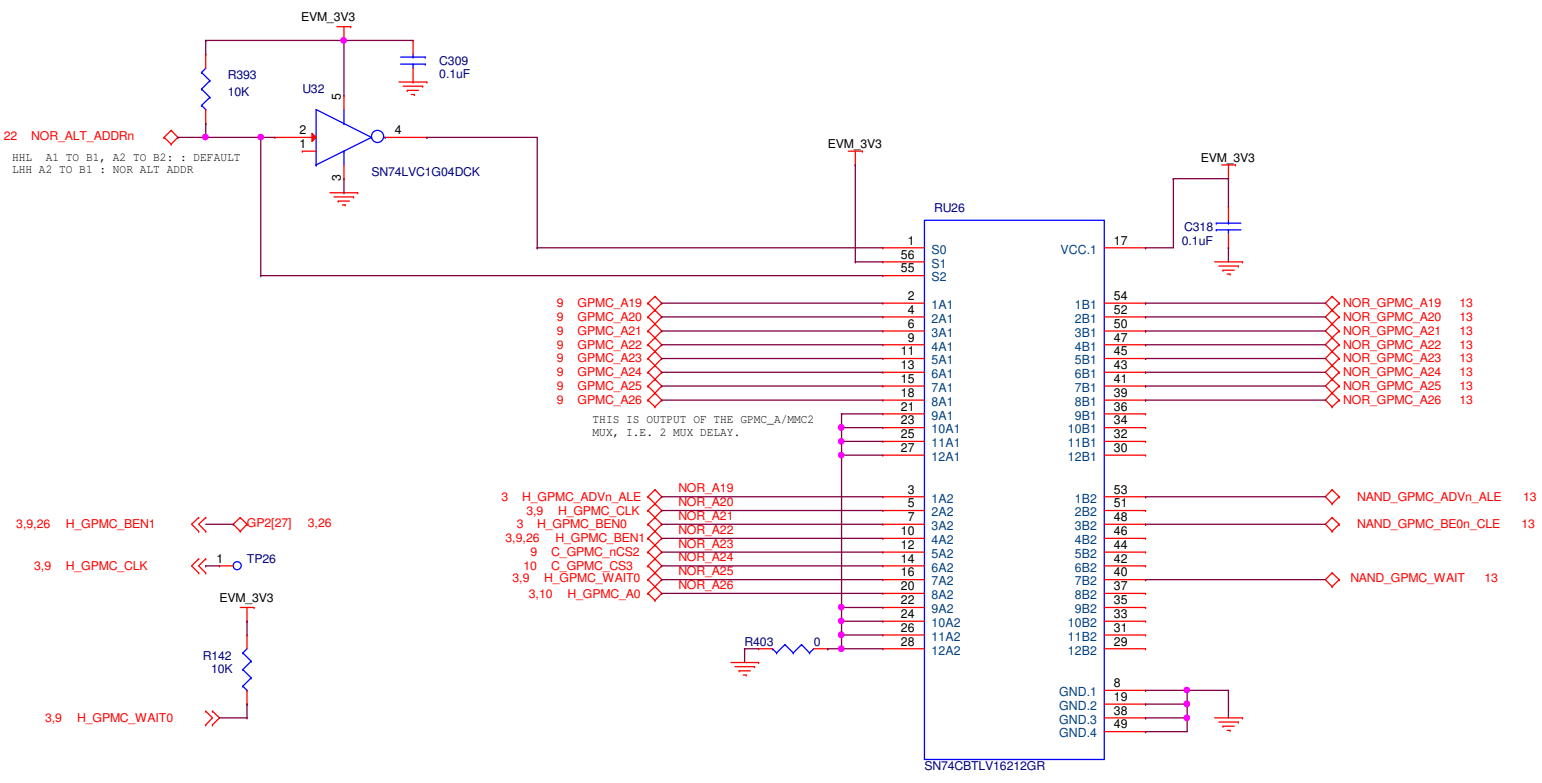 EVM_3V3
R393
10K
C309
0.1uF
U32
5
22 NOR_ALT_ADDRn
2
1
4
3
SN74LVC1G04DCK
HHL A1 TO B1, A2 TO B2: : DEFAULT
LHH A2 TO B1 : NOR ALT ADDR
EVM_3V3
EVM_3V3
C318
0.1uF
RU26
1 S0 VCC.1 17
56 S1
55 S2
9 GPMC_A19 2 1A1 1B1 54 NOR_GPMC_A19 13
9 GPMC_A20 4 2A1 2B1 52 NOR_GPMC_A20 13
9 GPMC_A21 6 3A1 3B1 50 NOR_GPMC_A21 13
9 GPMC_A22 9 4A1 4B1 47 NOR_GPMC_A22 13
9 GPMC_A23 11 5A1 5B1 45 NOR_GPMC_A23 13
9 GPMC_A24 13 6A1 6B1 43 NOR_GPMC_A24 13
9 GPMC_A25 15 7A1 7B1 41 NOR_GPMC_A25 13
9 GPMC_A26 18 8A1 8B1 39 NOR_GPMC_A26 13
21 9A1 9B1 36
23 10A1 10B1 34
25 11A1 11B1 32
27 12A1 12B1 30
THIS IS OUTPUT OF THE GPMC_A/MMC2
MUX, I.E. 2 MUX DELAY.
3 H_GPMC_ADVn_ALE NOR_A19 3 1A2 1B2 53 NAND_GPMC_ADVn_ALE 13
3,9 H_GPMC_CLK NOR_A20 5 2A2 2B2 51
3 H_GPMC_BEN0 NOR_A21 7 3A2 3B2 48 NAND_GPMC_BE0n_CLE 13
3,9,26 H_GPMC_BEN1 NOR_A22 10 4A2 4B2 46
9 C_GPMC_nCS2 NOR_A23 12 5A2 5B2 44
10 C_GPMC_CS3 NOR_A24 14 6A2 6B2 42
3,9 H_GPMC_WAIT0 NOR_A25 16 7A2 7B2 40 NAND_GPMC_WAIT 13
3,10 H_GPMC_A0 NOR_A26 20 8A2 8B2 37
22 9A2 9B2 35
24 10A2 10B2 33
26 11A2 11B2 31
28 12A2 12B2 29
R403 0
GND.1 8
GND.2 19
GND.3 38
GND.4 49
SN74CBTLV16212GR
3,9,26 H_GPMC_BEN1 GP2[27] 3,26
3,9 H_GPMC_CLK 1 TP26
EVM_3V3
R142
10K
3,9 H_GPMC_WAIT0